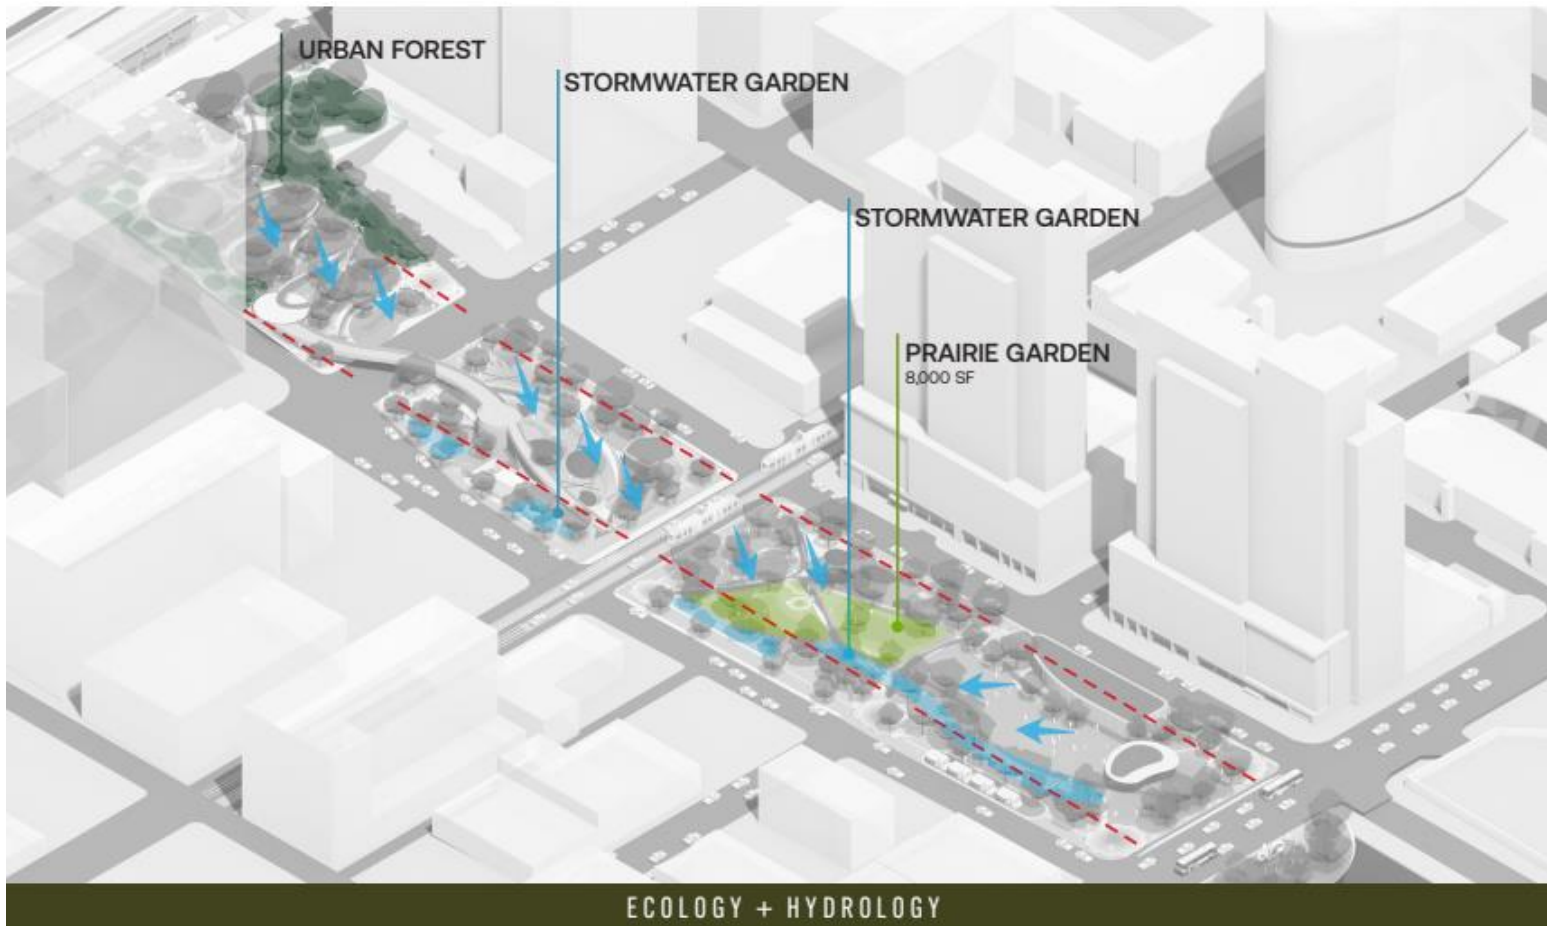 URBAN FOREST
STORMWATER GARDEN
STORMWATER GARDEN
PRAIRIE GARDEN
8,000 SF
ECOLOGY + HYDROLOGY